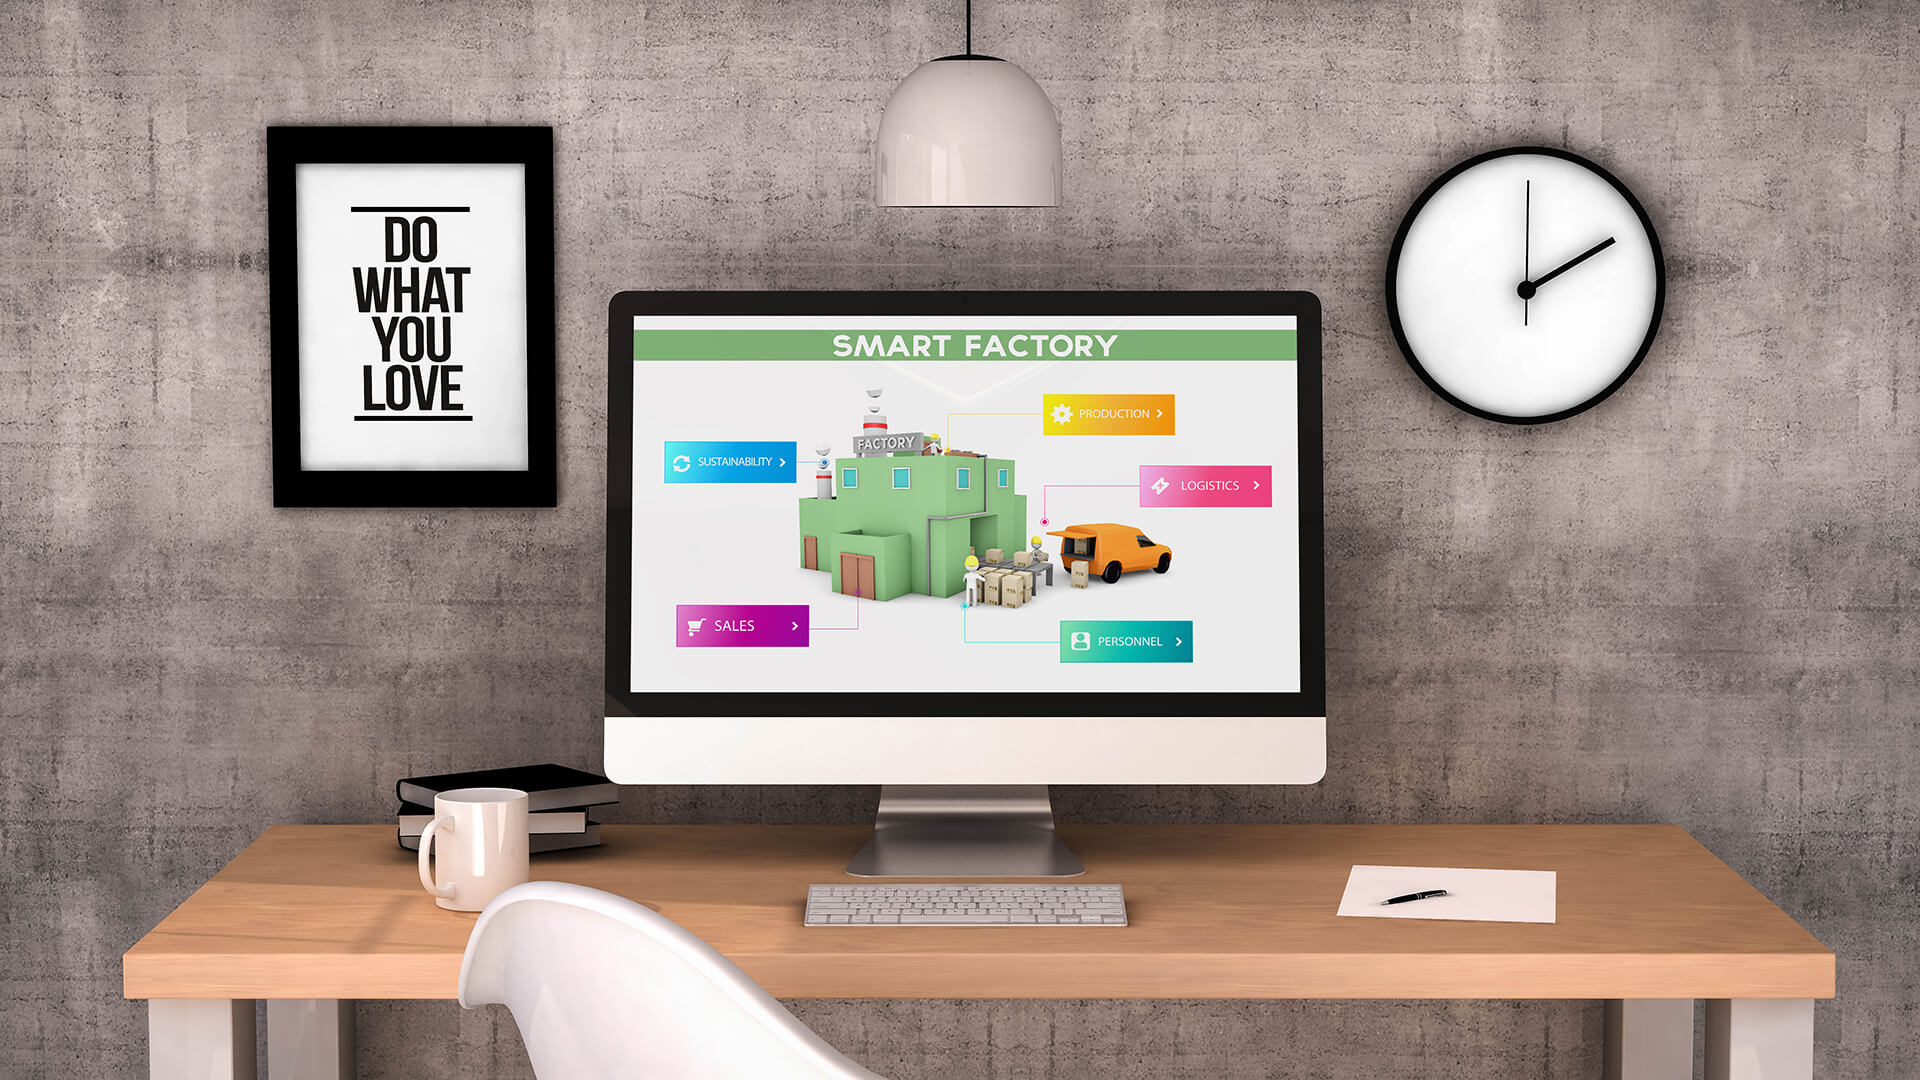 DO
WHAT
YOU
LOVE
SMART FACTORY
PRODUCTION
FACTORY
SUSTAINABILITY
LOGISTICS
SALES
PERSONNEL